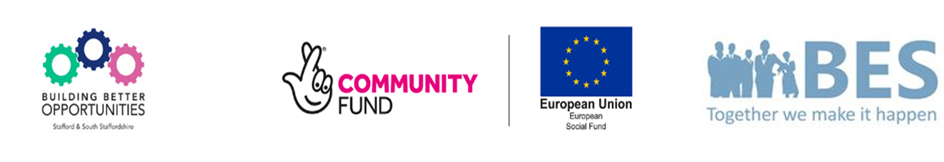 BUILDING BETTER
OPPORTUNITIES
Stafford & South Staffordshire
COMMUNITY
FUND
European Union
European
Social Fund
BES
Together we make it happen